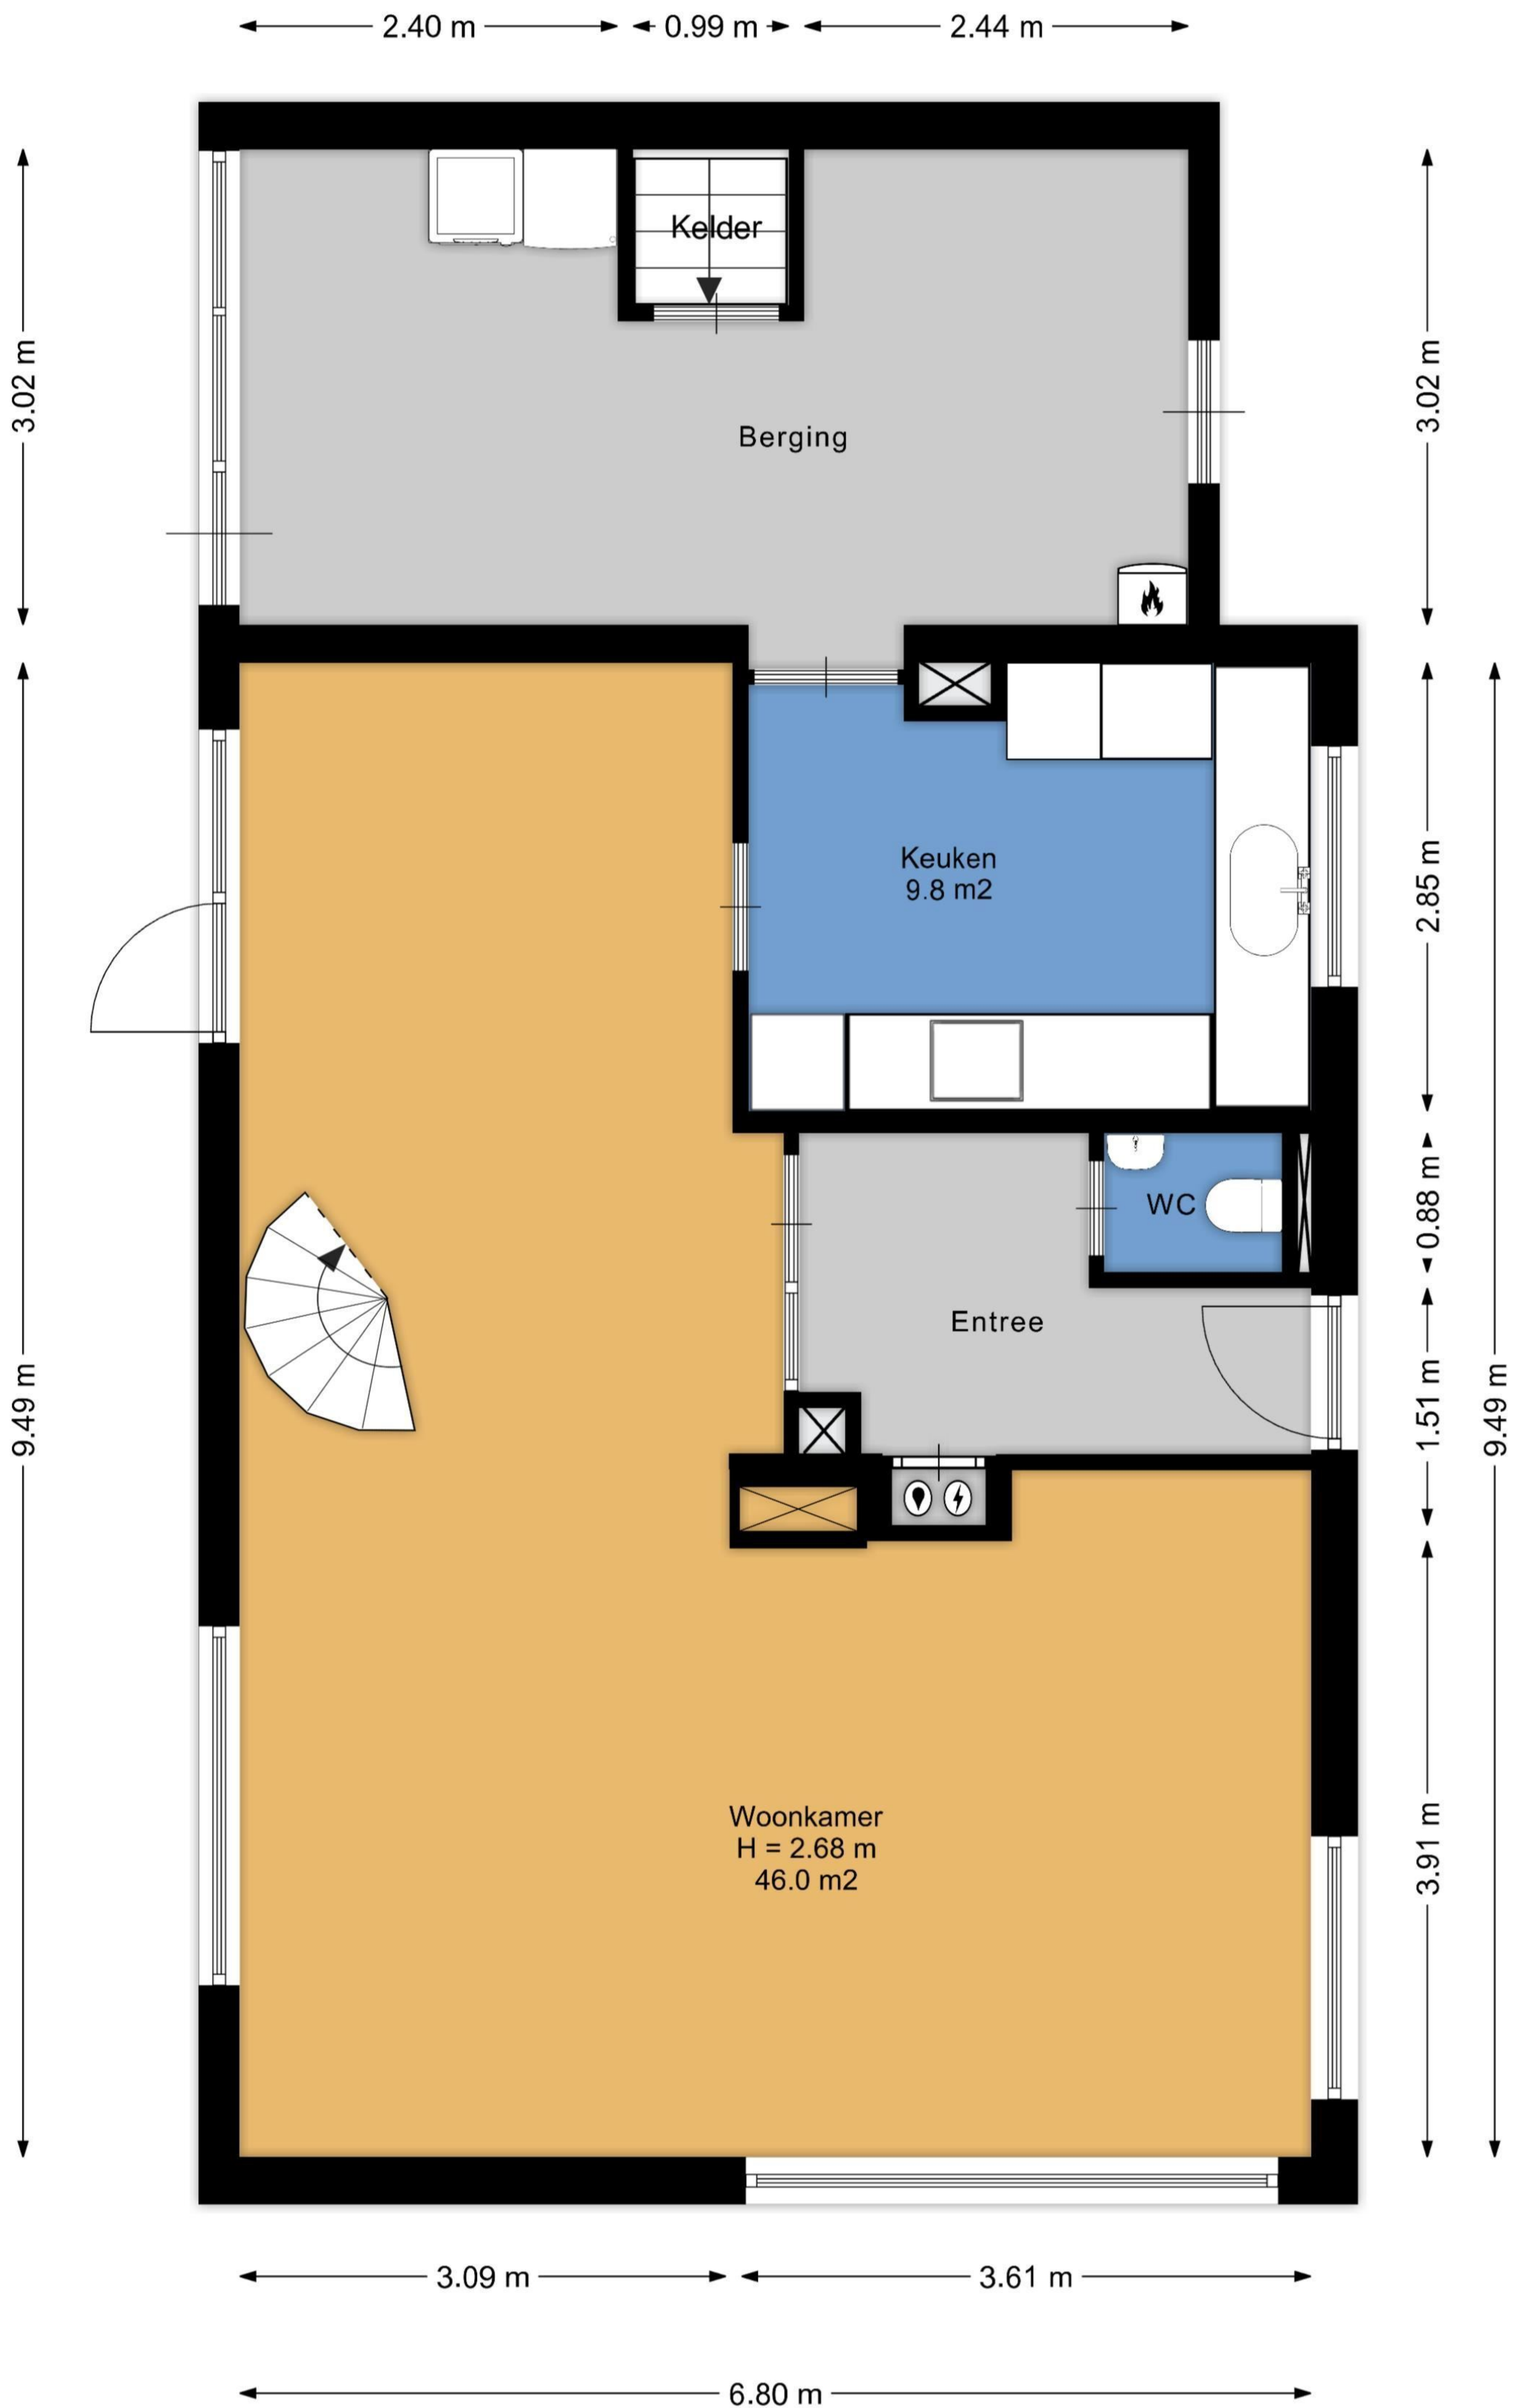 2.40 m
0.99 m
2.44 m
Kelder
3.02 m
3.02 m
Berging
Keuken
9.8 m2
2.85 m
WC
0.88 m
Entree
9.49 m
1.51 m
9.49 m
Woonkamer
H = 2.68 m
46.0 m2
3.91 m
3.09 m
3.61 m
6.80 m